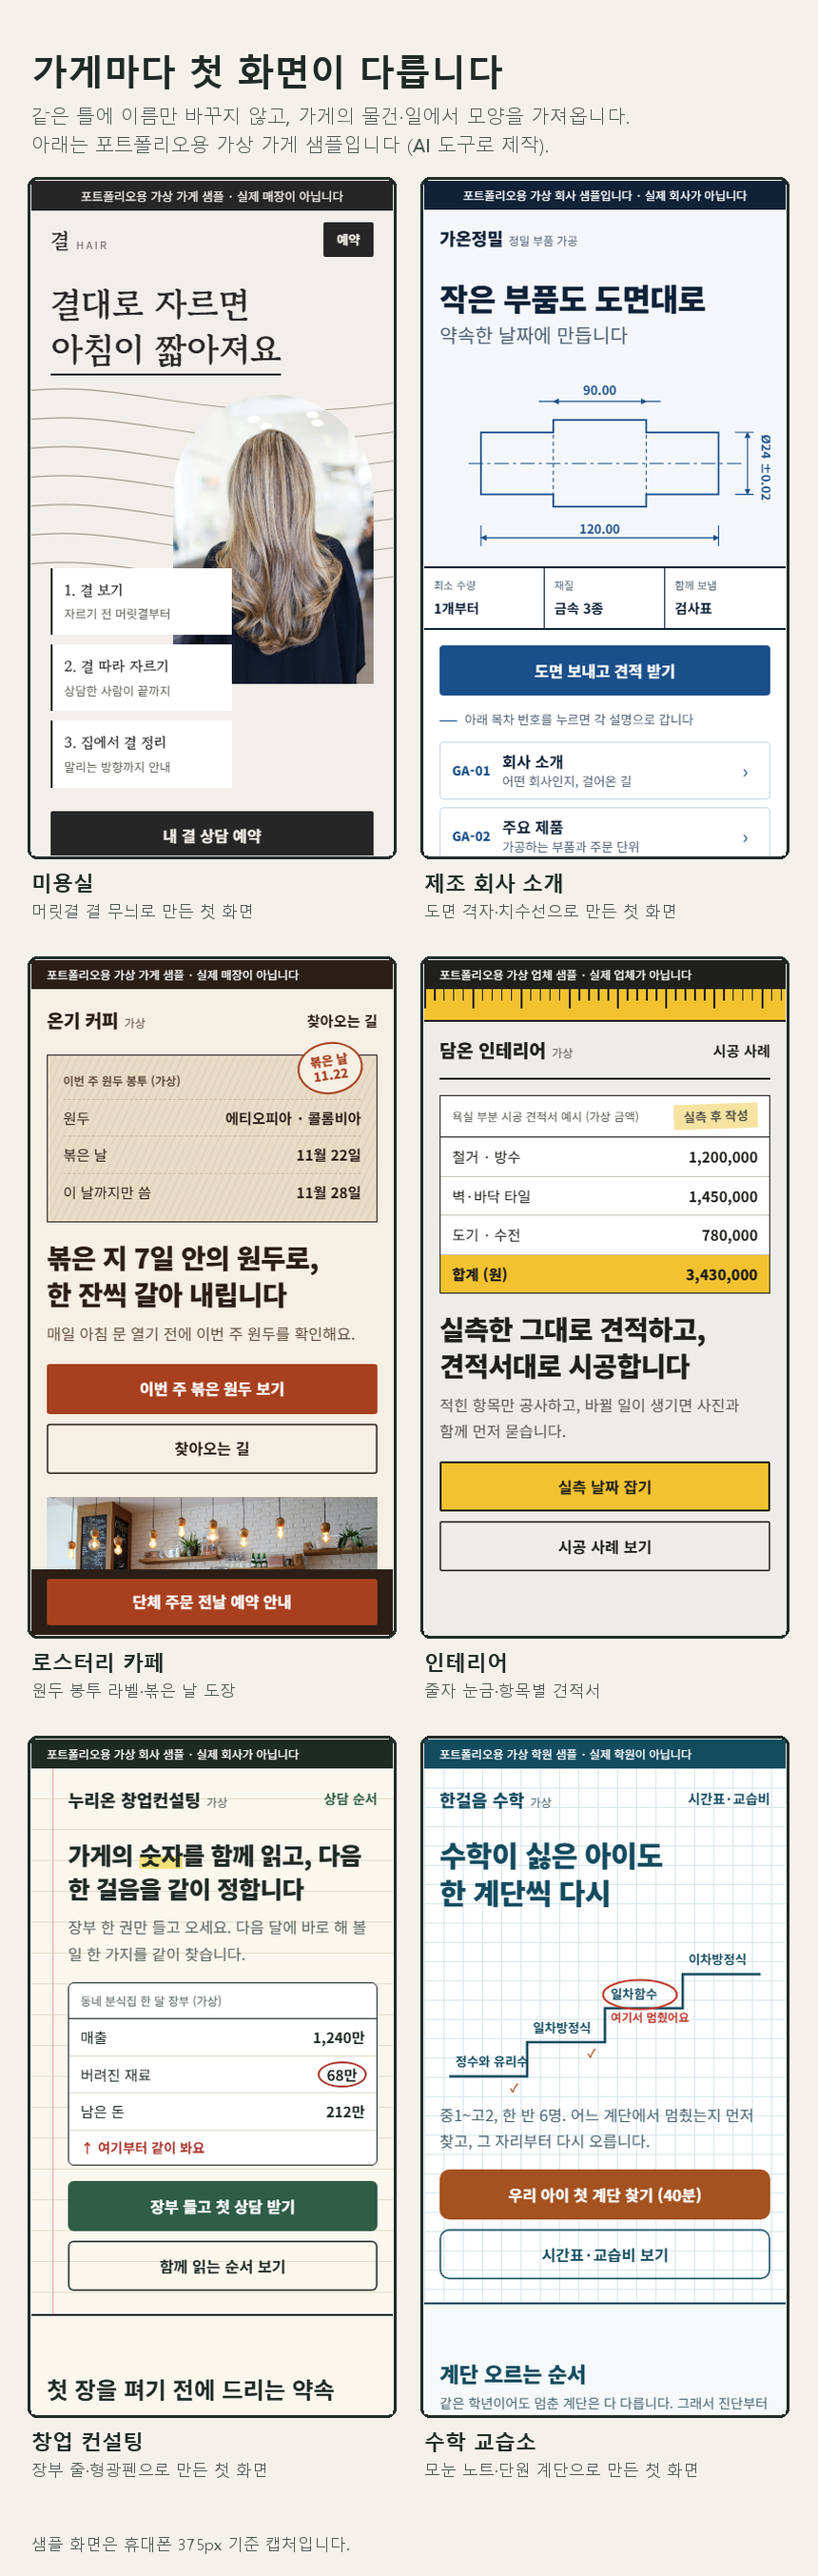 가게마다 첫 화면이 다릅니다
같은 틀에 이름만 바꾸지 않고, 가게의 물건·일에서 모양을 가져옵니다.
아래는 포트폴리오용 가상 가게 샘플입니다 (AI 도구로 제작).
포트폴리오용 가상 가게 샘플 · 실제 매장이 아닙니다
결 HAIR
예약
결대로 자르면
아침이 짧아져요
1. 결 보기
자르기 전 머릿결부터
2. 결 따라 자르기
상담한 사람이 끝까지
3. 집에서 결 정리
말리는 방향까지 안내
내 결 상담 예약
미용실
머릿결 결 무늬로 만든 첫 화면
포트폴리오용 가상 회사 샘플입니다 · 실제 회사가 아닙니다
가온정밀 정밀 부품 가공
작은 부품도 도면대로
약속한 날짜에 만듭니다
90.00
Ø24 ±0.02
120.00
최소 수량
1개부터
재질
금속 3종
함께 보냄
검사표
도면 보내고 견적 받기
아래 목차 번호를 누르면 각 설명으로 갑니다
GA-01
회사 소개
어떤 회사인지, 걸어온 길
›
GA-02
주요 제품
가공하는 부품과 주문 단위
›
제조 회사 소개
도면 격자·치수선으로 만든 첫 화면
포트폴리오용 가상 가게 샘플 · 실제 매장이 아닙니다
온기 커피 가상
찾아오는 길
볶은 날
11.22
이번 주 원두 봉투 (가상)
원두 에티오피아 · 콜롬비아
볶은 날 11월 22일
이 날까지만 씀 11월 28일
볶은 지 7일 안의 원두로,
한 잔씩 갈아 내립니다
매일 아침 문 열기 전에 이번 주 원두를 확인해요.
이번 주 볶은 원두 보기
찾아오는 길
단체 주문 전날 예약 안내
로스터리 카페
원두 봉투 라벨·볶은 날 도장
포트폴리오용 가상 업체 샘플 · 실제 업체가 아닙니다
담온 인테리어 가상
시공 사례
욕실 부분 시공 견적서 예시 (가상 금액)
실측 후 작성
철거 · 방수 1,200,000
벽·바닥 타일 1,450,000
도기 · 수전 780,000
합계 (원) 3,430,000
실측한 그대로 견적하고,
견적서대로 시공합니다
적힌 항목만 공사하고, 바뀔 일이 생기면 사진과
함께 먼저 묻습니다.
실측 날짜 잡기
시공 사례 보기
인테리어
줄자 눈금·항목별 견적서
포트폴리오용 가상 회사 샘플 · 실제 회사가 아닙니다
누리온 창업컨설팅 가상
상담 순서
가게의 숫자를 함께 읽고, 다음
한 걸음을 같이 정합니다
장부 한 권만 들고 오세요. 다음 달에 바로 해 볼
일 한 가지를 같이 찾습니다.
동네 분식집 한 달 장부 (가상)
매출 1,240만
버려진 재료 68만
남은 돈 212만
↑ 여기부터 같이 봐요
장부 들고 첫 상담 받기
함께 읽는 순서 보기
첫 장을 펴기 전에 드리는 약속
창업 컨설팅
장부 줄·형광펜으로 만든 첫 화면
포트폴리오용 가상 학원 샘플 · 실제 학원이 아닙니다
한걸음 수학 가상
시간표·교습비
수학이 싫은 아이도
한 계단씩 다시
이차방정식
일차함수
여기서 멈췄어요
일차방정식
✓
정수와 유리수
✓
중1~고2, 한 반 6명. 어느 계단에서 멈췄는지 먼저
찾고, 그 자리부터 다시 오릅니다.
우리 아이 첫 계단 찾기 (40분)
시간표·교습비 보기
계단 오르는 순서
같은 학년이어도 멈춘 계단은 다 다릅니다. 그래서 진단부터
수학 교습소
모눈 노트·단원 계단으로 만든 첫 화면
샘플 화면은 휴대폰 375px 기준 캡처입니다.